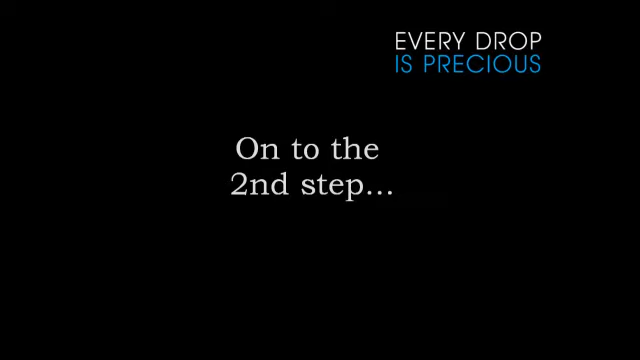 EVERY DROP
IS PRECIOUS
On to the
2nd step...